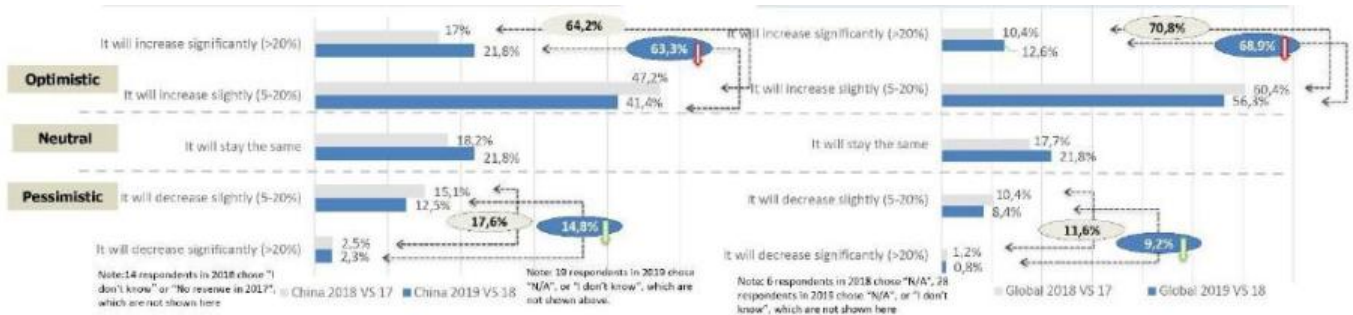 64,2%
17%
It will increase significantly (>20%)
21,8%
63,3%
Optimistic
47,2%
It will increase slightly (5-20%)
41,4%
Neutral
18,2%
It will stay the same
21,8%
Pessimistic
15,1%
It will decrease slightly (5-20%)
12,5%
17,6%
14,8%
2,5%
It will decrease significantly (>20%)
2,3%
Note:14 respondents in 2018 chose "I
don't know" or "No revenue in 2017",
which are not shown here
China 2018 VS 17
China 2019 VS 18
Note: 19 respondents in 2019 chose
"N/A", or "I don't know", which are
not shown above.
70,8%
10,4%
It will increase significantly (>20%)
12,6%
68,9%
60,4%
It will increase slightly (5-20%)
56,3%
17,7%
It will stay the same
21,8%
10,4%
It will decrease slightly (5-20%)
8,4%
11,6%
9,2%
1,2%
It will decrease significantly (>20%)
0,8%
Note: 6 respondents in 2018 chose "N/A", 28
respondents in 2019 chose "N/A", or "I don't
know", which are not shown here
Global 2018 VS 17
Global 2019 VS 18